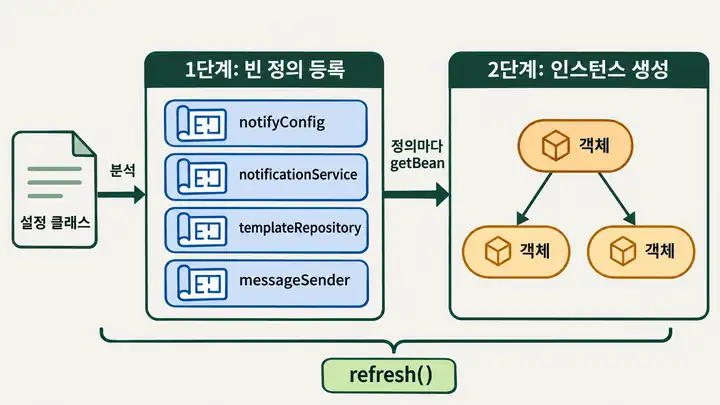 1단계: 빈 정의 등록
2단계: 인스턴스 생성
설정 클래스
분석
notifyConfig
notificationService
templateRepository
messageSender
정의마다
getBean
객체
객체
객체
refresh()